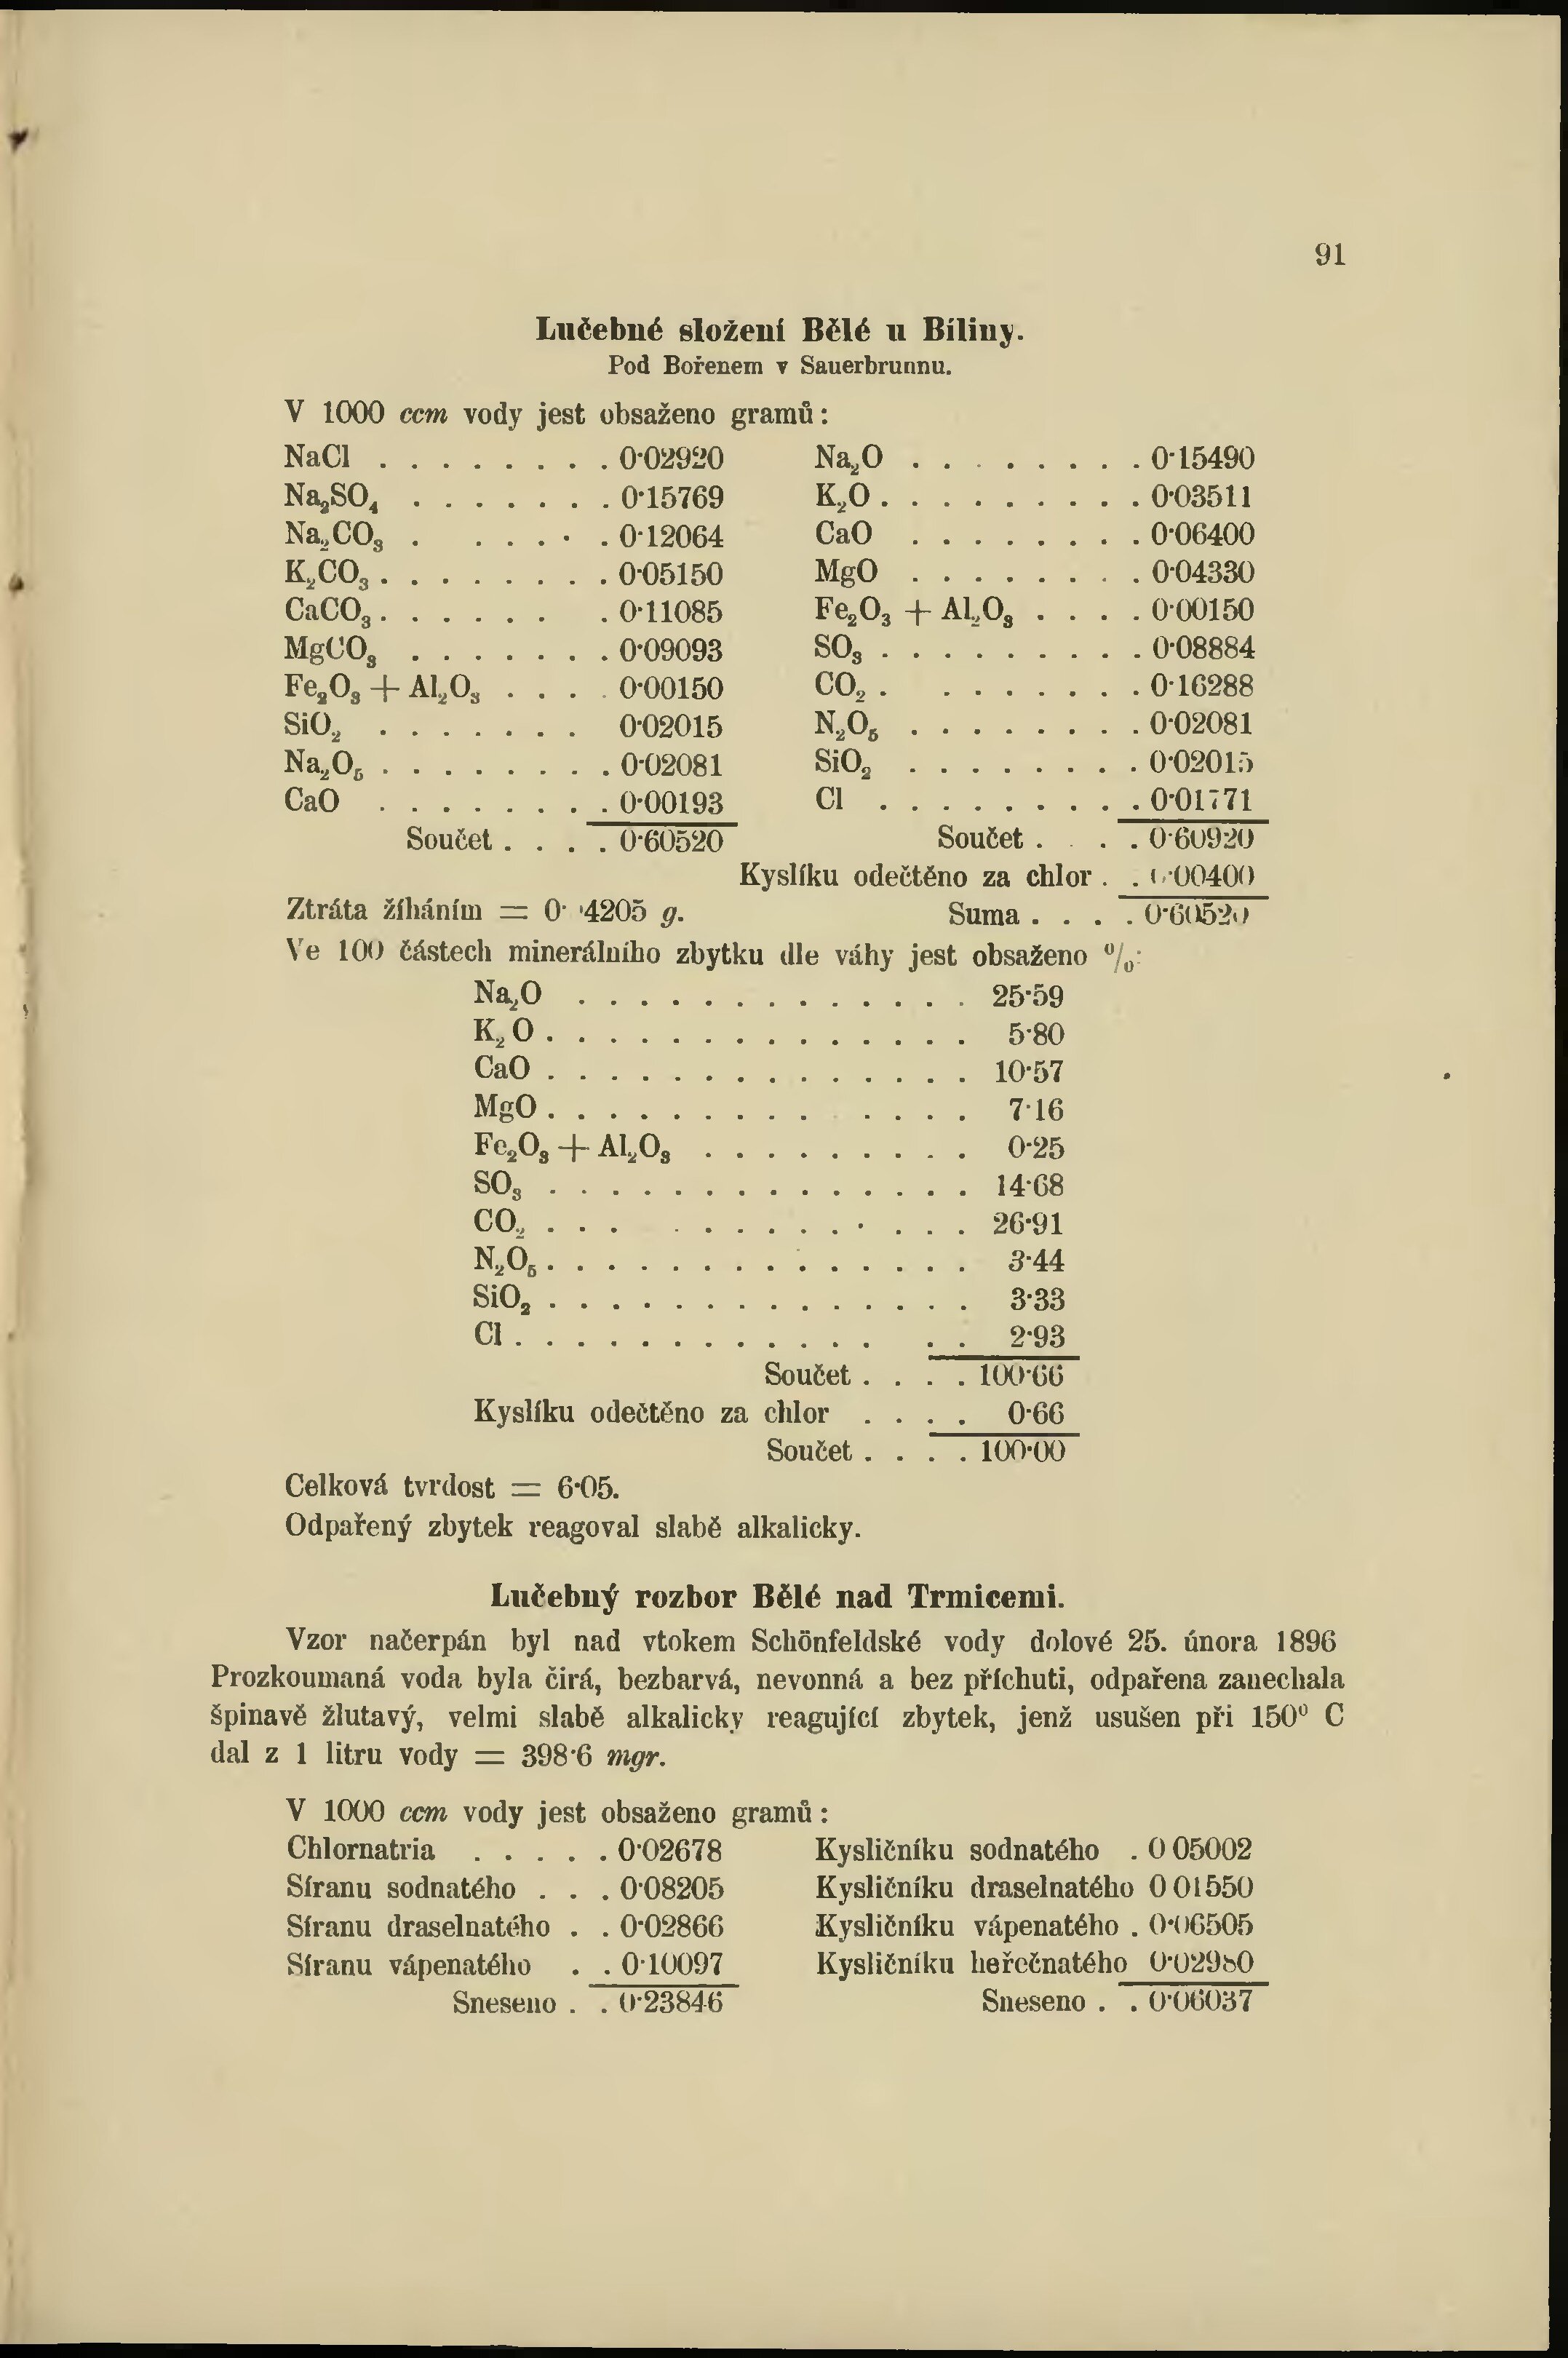 91
Lučebné složení Bělé u Bíliny.
Pod Bořenem v Sauerbrunnu.
V 1000 ccm vody jest obsaženo gramů:
NaCl . . . . . . . . 0·02920 Na₂O . . . . . . . . 0·15490
Na₂SO₄ . . . . . . . 0·15769 K₂O . . . . . . . . . 0·03511
Na₂CO₃ . . . . . . 0·12064 CaO . . . . . . . . 0·06400
K₂CO₃ . . . . . . . . 0·05150 MgO . . . . . . . . 0·04330
CaCO₃ . . . . . . . 0·11085 Fe₂O₃ + Al₂O₃ . . . . 0·00150
MgCO₃ . . . . . . . 0·09093 SO₃ . . . . . . . . . 0·08884
Fe₂O₃ + Al₂O₃ . . . . 0·00150 CO₂ . . . . . . . . 0·16288
SiO₂ . . . . . . . 0·02015 N₂O₅ . . . . . . . . 0·02081
Na₂O₅ . . . . . . . . 0·02081 SiO₂ . . . . . . . . 0·02015
CaO . . . . . . . . 0·00193 Cl . . . . . . . . . 0·01771
Součet . . . . 0·60520 Součet . . . . 0·60920
Kyslíku odečtěno za chlor . . 0·00400
Ztráta žíháním = 0· 4205 g. Suma . . . . 0·60520
Ve 100 částech minerálního zbytku dle váhy jest obsaženo %:
Na₂O . . . . . . . . . . . . . 25·59
K₂O . . . . . . . . . . . . . . 5·80
CaO . . . . . . . . . . . . . . 10·57
MgO . . . . . . . . . . . . . 7·16
Fe₂O₃ + Al₂O₃ . . . . . . . . . 0·25
SO₃ . . . . . . . . . . . . . . 14·68
CO₂ . . . . . . . . . . . . . 26·91
N₂O₅ . . . . . . . . . . . . . . 3·44
SiO₂ . . . . . . . . . . . . . . 3·33
Cl . . . . . . . . . . . . . . 2·93
Součet . . . . 100·66
Kyslíku odečtěno za chlor . . . . 0·66
Součet . . . . 100·00
Celková tvrdost = 6·05.
Odpařený zbytek reagoval slabě alkalicky.
Lučebný rozbor Bělé nad Trmicemi.
Vzor načerpán byl nad vtokem Schönfeldské vody dolové 25. února 1896
Prozkoumaná voda byla čirá, bezbarvá, nevonná a bez příchuti, odpařena zanechala
špinavě žlutavý, velmi slabě alkalicky reagující zbytek, jenž usušen při 150⁰ C
dal z 1 litru vody = 398·6 mgr.
V 1000 ccm vody jest obsaženo gramů:
Chlornatria . . . . . 0·02678 Kysličníku sodnatého . 0 05002
Síranu sodnatého . . . 0·08205 Kysličníku draselnatého 0 01550
Síranu draselnatého . . 0·02866 Kysličníku vápenatého . 0·06505
Síranu vápenatého . . 0·10097 Kysličníku hořečnatého 0·02980
Sneseno . . 0·23846 Sneseno . . 0·06037